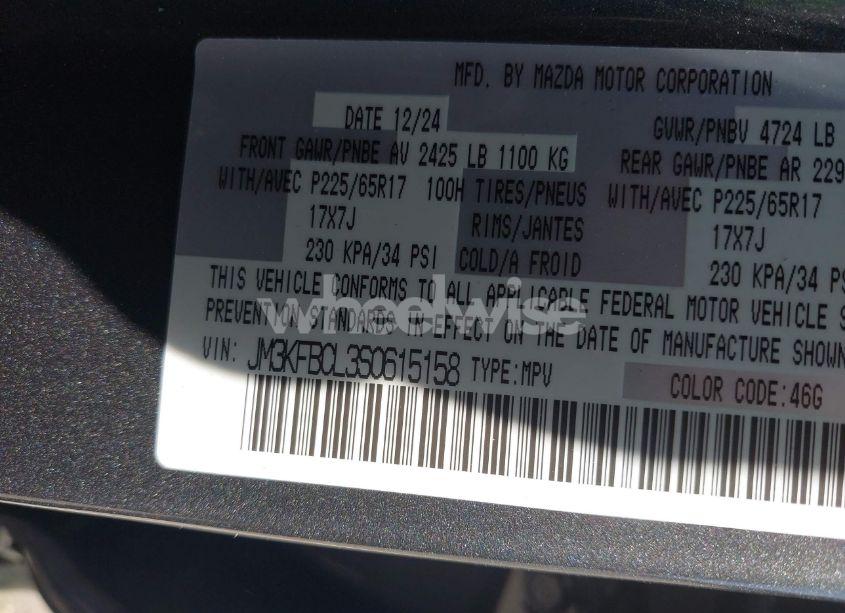 MFD. BY MAZDA MOTOR CORPORATION
DATE 12/24 GVWR/PNBV 4724 LB
FRONT GAWR/PNBE AV 2425 LB 1100 KG REAR GAWR/PNBE AR 229
WITH/AVEC P225/65R17 100H TIRES/PNEUS WITH/AVEC P225/65R17
17X7J RIMS/JANTES 17X7J
230 KPA/34 PSI COLD/A FROID 230 KPA/34 PS
THIS VEHICLE CONFORMS TO ALL APPLICABLE FEDERAL MOTOR VEHICLE S
wheelwise
PREVENTION STANDARDS IN EFFECT ON THE DATE OF MANUFACTURE SHOWN
VIN: JM3KFBCL3S0615158 TYPE:MPV COLOR CODE:46G